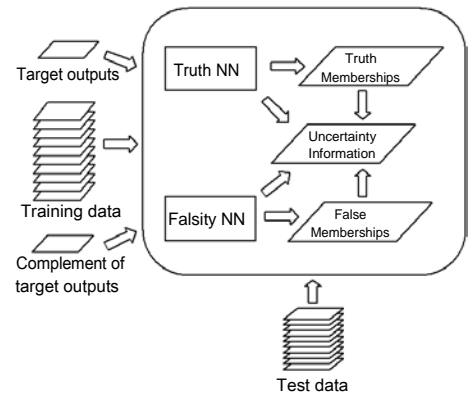 Target outputs
Training data
Complement of
target outputs
Truth NN
Truth
Memberships
Uncertainty
Information
Falsity NN
False
Memberships
Test data